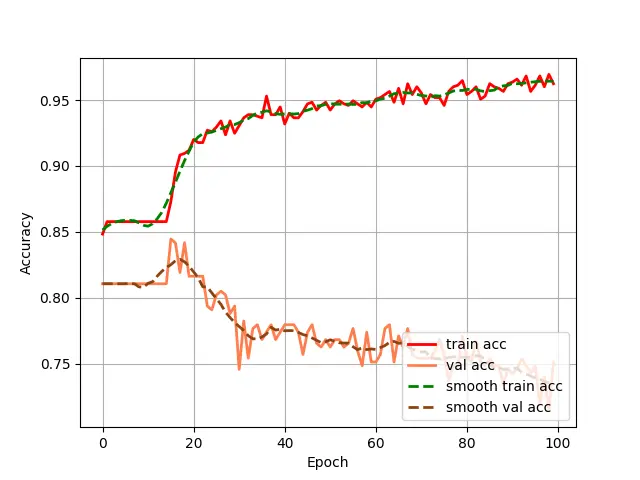 0.95
0.90
0.85
0.80
0.75
Accuracy
train acc
val acc
smooth train acc
smooth val acc
0 20 40 60 80 100
Epoch